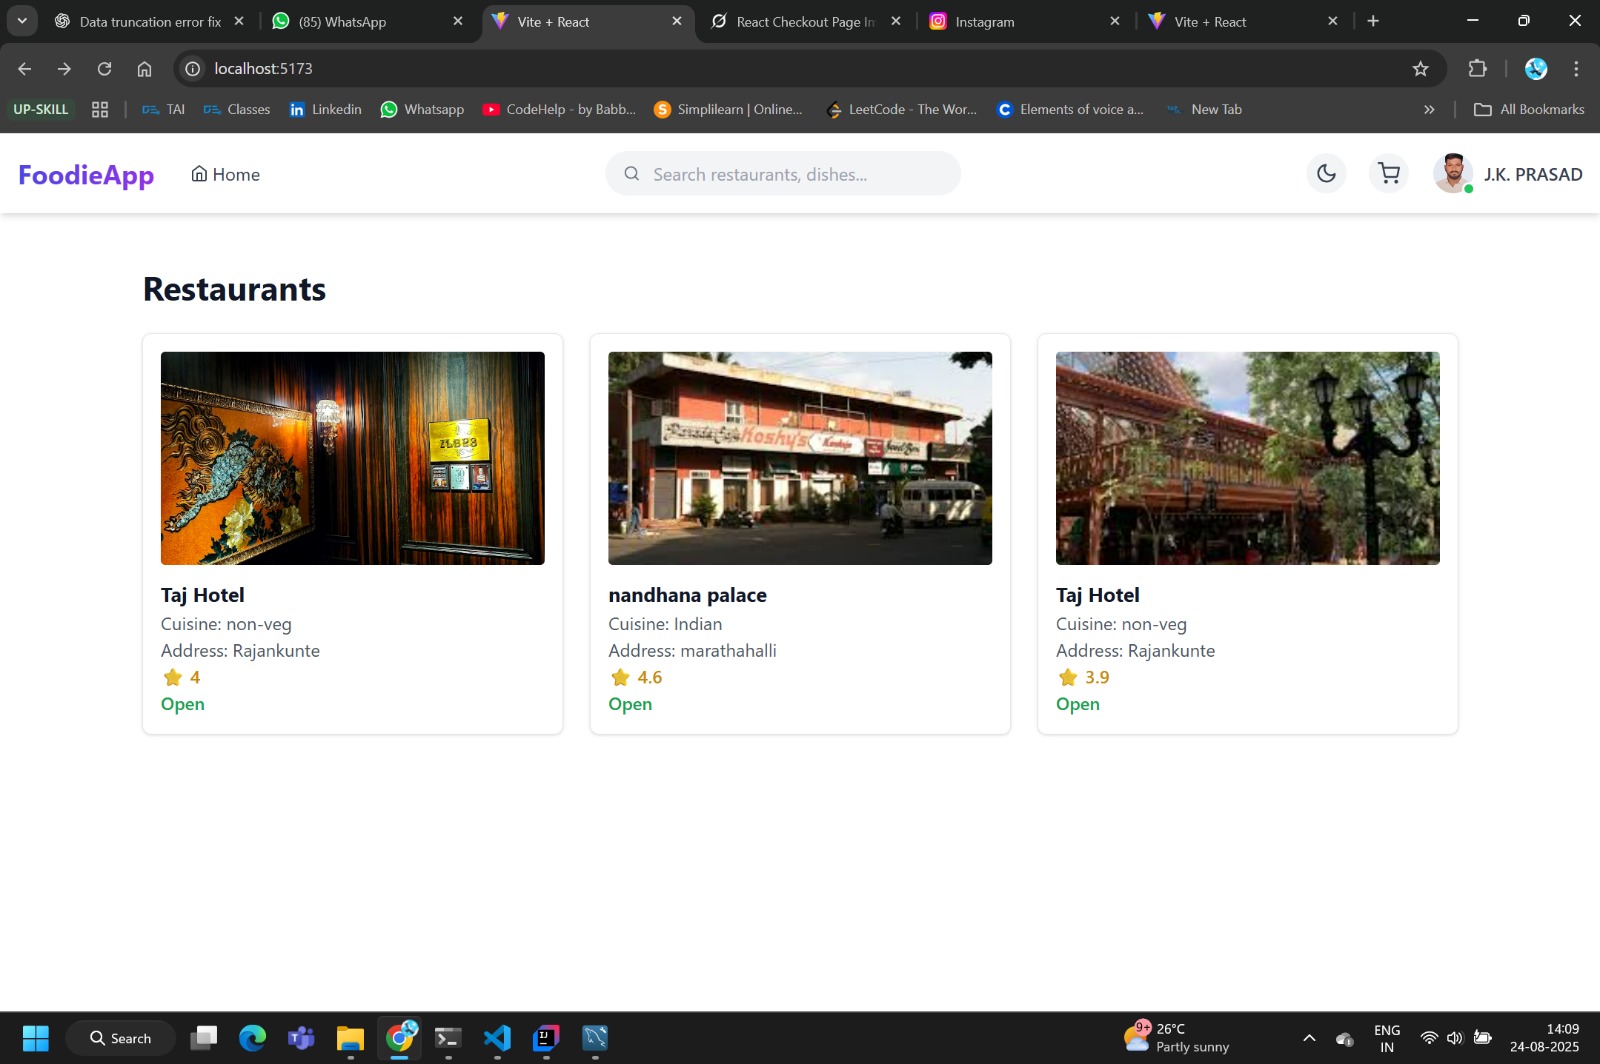 Data truncation error fix
(85) WhatsApp
Vite + React
React Checkout Page In
Instagram
Vite + React
localhost:5173
UP-SKILL
TAI
Classes
Linkedin
Whatsapp
CodeHelp - by Babb...
Simplilearn | Online...
LeetCode - The Wor...
Elements of voice a...
New Tab
All Bookmarks
FoodieApp
Home
Search restaurants, dishes...
J.K. PRASAD
Restaurants
Koshy's
Taj Hotel
Cuisine: non-veg
Address: Rajankunte
4
Open
nandhana palace
Cuisine: Indian
Address: marathahalli
4.6
Open
Taj Hotel
Cuisine: non-veg
Address: Rajankunte
3.9
Open
Search
9+
26°C
Partly sunny
ENG
IN
14:09
24-08-2025